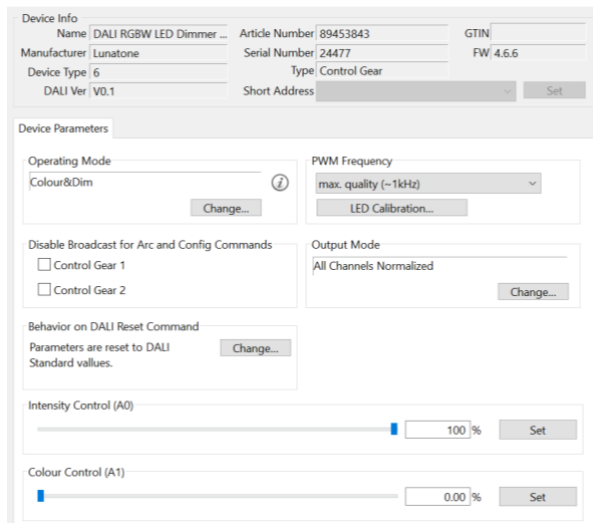 Device Info
Name DALI RGBW LED Dimmer ... Article Number 89453843 GTIN
Manufacturer Lunatone Serial Number 24477 FW 4.6.6
Device Type 6 Type Control Gear
DALI Ver V0.1 Short Address Set
Device Parameters
Operating Mode
Colour&Dim i
Change...
PWM Frequency
max. quality (~1kHz)
LED Calibration...
Disable Broadcast for Arc and Config Commands
Control Gear 1
Control Gear 2
Output Mode
All Channels Normalized
Change...
Behavior on DALI Reset Command
Parameters are reset to DALI Change...
Standard vallues.
Intensity Control (A0)
100 % Set
Colour Control (A1)
0.00 % Set